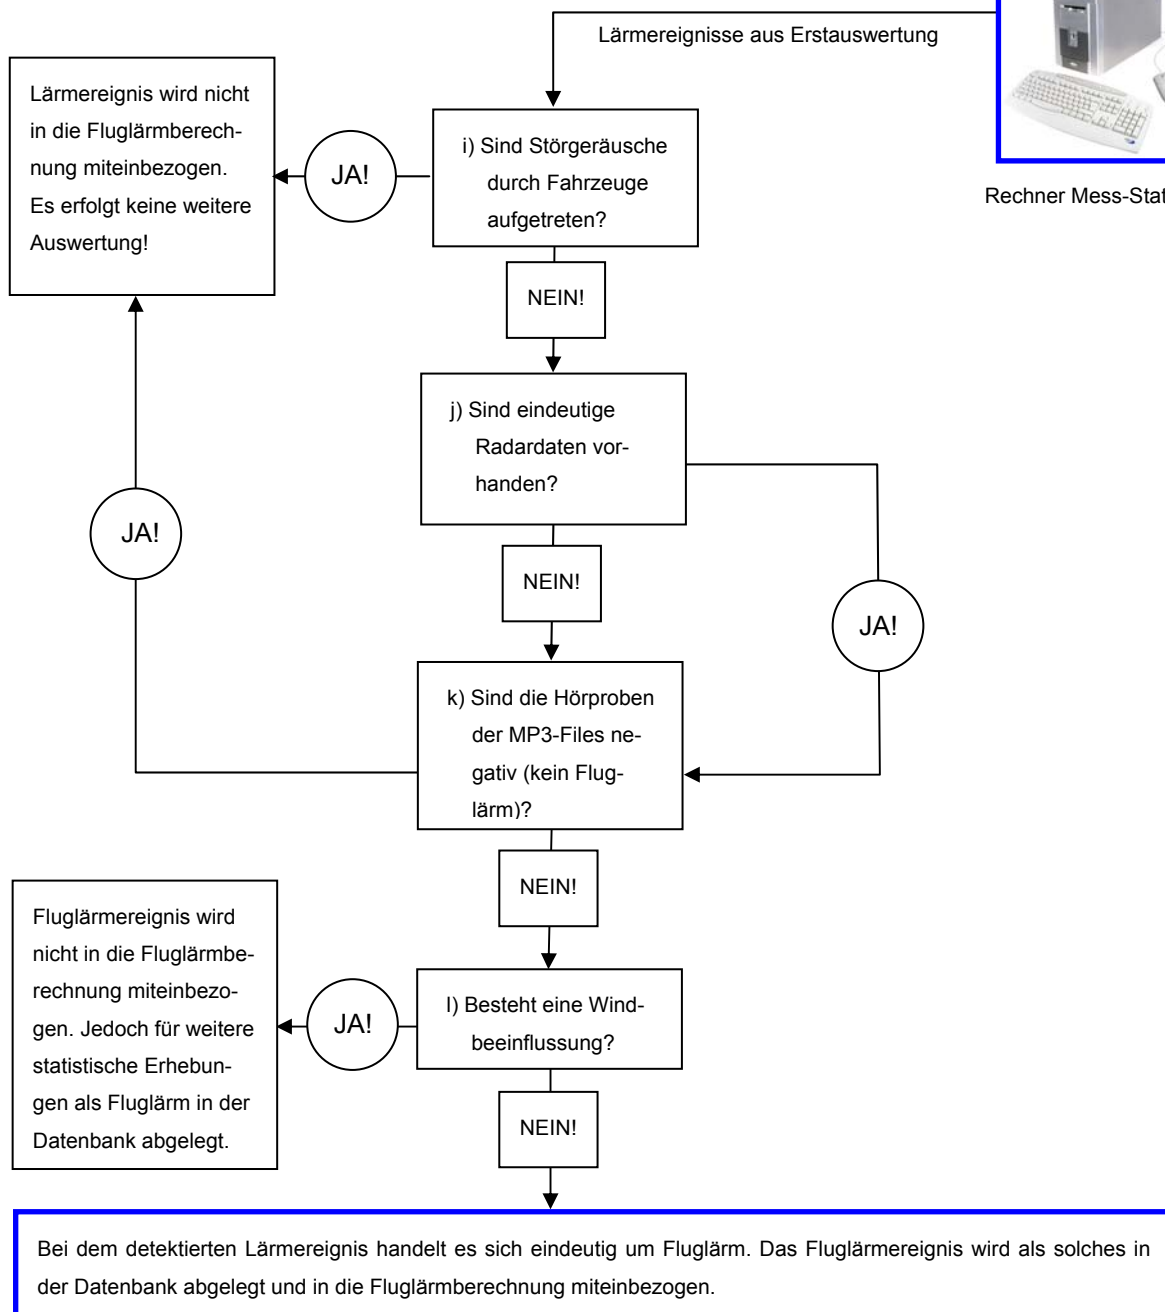 Lärmereignisse aus Erstauswertung
Rechner Mess-Stat
Lärmereignis wird nicht
in die Fluglärmberech-
nung miteinbezogen.
Es erfolgt keine weitere
Auswertung!
JA!
i) Sind Störgeräusche
durch Fahrzeuge
aufgetreten?
NEIN!
j) Sind eindeutige
Radardaten vor-
handen?
JA!
NEIN!
JA!
k) Sind die Hörproben
der MP3-Files ne-
gativ (kein Flug-
lärm)?
NEIN!
Fluglärmereignis wird
nicht in die Fluglärmbe-
rechnung miteinbezo-
gen. Jedoch für weitere
statistische Erhebun-
gen als Fluglärm in der
Datenbank abgelegt.
JA!
l) Besteht eine Wind-
beeinflussung?
NEIN!
Bei dem detektierten Lärmereignis handelt es sich eindeutig um Fluglärm. Das Fluglärmereignis wird als solches in
der Datenbank abgelegt und in die Fluglärmberechnung miteinbezogen.